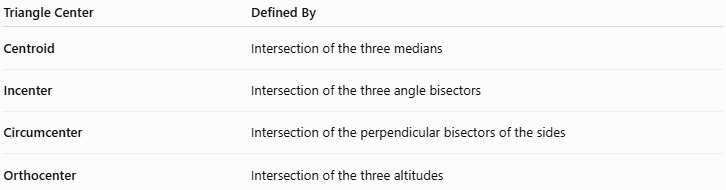 Triangle Center Defined By
Centroid Intersection of the three medians
Incenter Intersection of the three angle bisectors
Circumcenter Intersection of the perpendicular bisectors of the sides
Orthocenter Intersection of the three altitudes